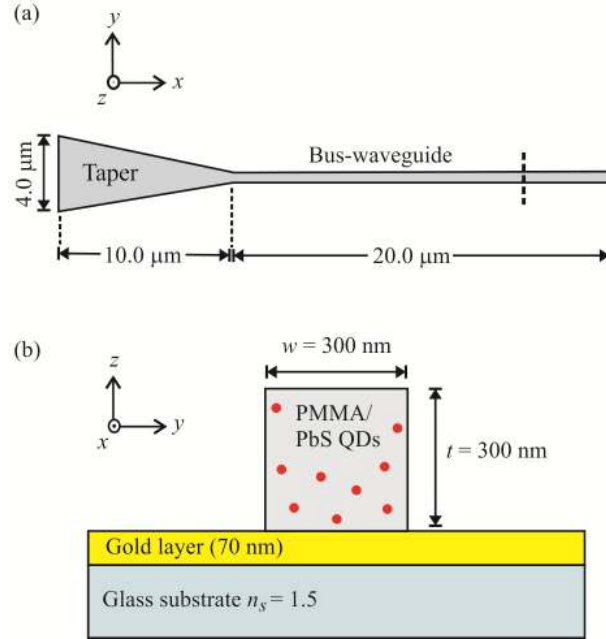 (a)
y
z
x
4.0 µm
Taper
Bus-waveguide
10.0 µm
20.0 µm
(b)
w = 300 nm
z
x
y
PMMA/
PbS QDs
t = 300 nm
Gold layer (70 nm)
Glass substrate nₛ = 1.5